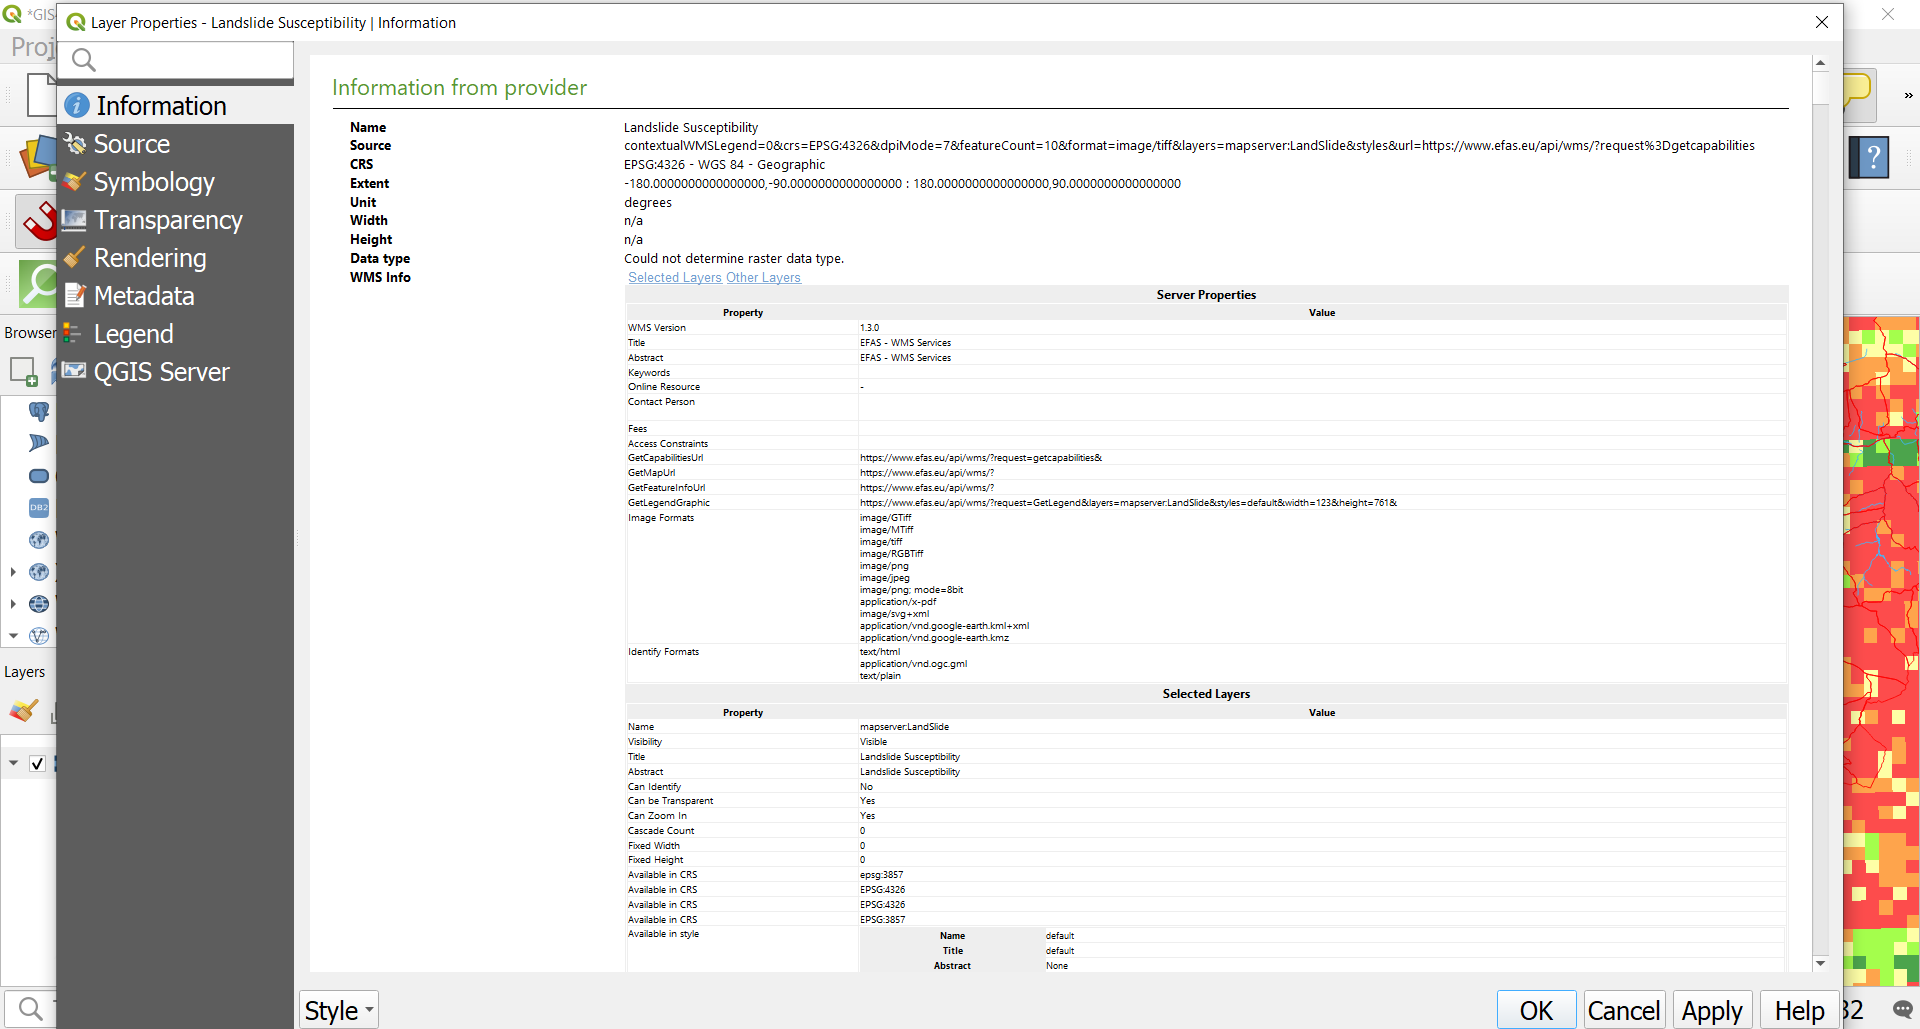 *GIS
Layer Properties - Landslide Susceptibility | Information
Proj
Information
Source
Symbology
Transparency
Rendering
Metadata
Legend
QGIS Server
Browser
DB2
Layers
Information from provider
Name Landslide Susceptibility
Source contextualWMSLegend=0&crs=EPSG:4326&dpiMode=7&featureCount=10&format=image/tiff&layers=mapserver:LandSlide&styles&url=https://www.efas.eu/api/wms/?request%3Dgetcapabilities
CRS EPSG:4326 - WGS 84 - Geographic
Extent -180.0000000000000000,-90.0000000000000000 : 180.0000000000000000,90.0000000000000000
Unit degrees
Width n/a
Height n/a
Data type Could not determine raster data type.
WMS Info Selected Layers Other Layers
Server Properties
Property Value
WMS Version 1.3.0
Title EFAS - WMS Services
Abstract EFAS - WMS Services
Keywords
Online Resource -
Contact Person
Fees
Access Constraints
GetCapabilitiesUrl https://www.efas.eu/api/wms/?request=getcapabilities&
GetMapUrl https://www.efas.eu/api/wms/?
GetFeatureInfoUrl https://www.efas.eu/api/wms/?
GetLegendGraphic https://www.efas.eu/api/wms/?request=GetLegend&layers=mapserver:LandSlide&styles=default&width=123&height=761&
Image Formats image/GTiff
image/MTiff
image/tiff
image/RGBTiff
image/png
image/jpeg
image/png; mode=8bit
application/x-pdf
image/svg+xml
application/vnd.google-earth.kml+xml
application/vnd.google-earth.kmz
Identify Formats text/html
application/vnd.ogc.gml
text/plain
Selected Layers
Property Value
Name mapserver:LandSlide
Visibility Visible
Title Landslide Susceptibility
Abstract Landslide Susceptibility
Can Identify No
Can be Transparent Yes
Can Zoom In Yes
Cascade Count 0
Fixed Width 0
Fixed Height 0
Available in CRS epsg:3857
Available in CRS EPSG:4326
Available in CRS EPSG:4326
Available in CRS EPSG:3857
Available in style Name default
Title default
Abstract None
Style OK Cancel Apply Help 32